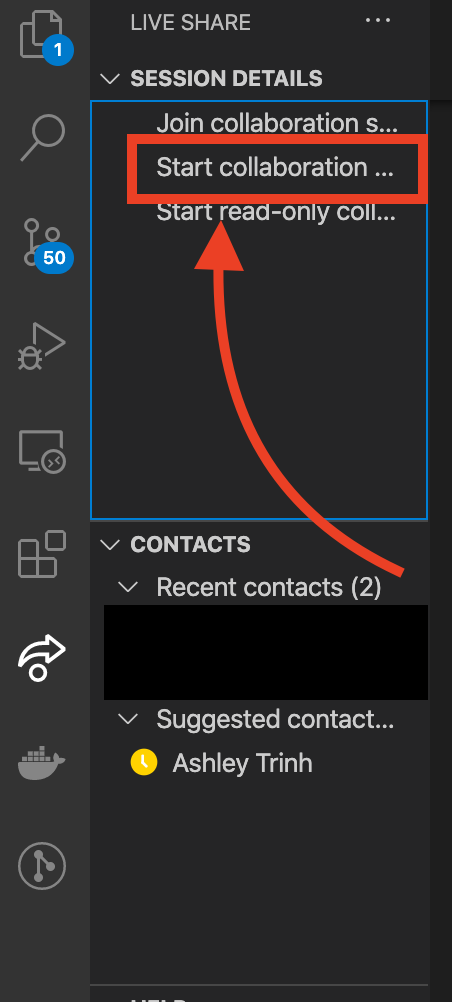 LIVE SHARE ...
1
SESSION DETAILS
Join collaboration s...
Start collaboration ...
Start read-only coll...
50
CONTACTS
Recent contacts (2)
Suggested contact...
Ashley Trinh
HELP